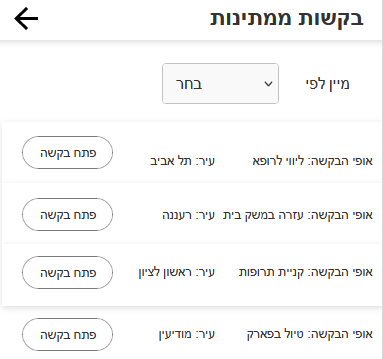 בקשות ממתינות
מיין לפי בחר
אופי הבקשה: ליווי לרופא עיר: תל אביב פתח בקשה
אופי הבקשה: עזרה במשק בית עיר: רעננה פתח בקשה
אופי הבקשה: קניית תרופות עיר: ראשון לציון פתח בקשה
אופי הבקשה: טיול בפארק עיר: מודיעין פתח בקשה